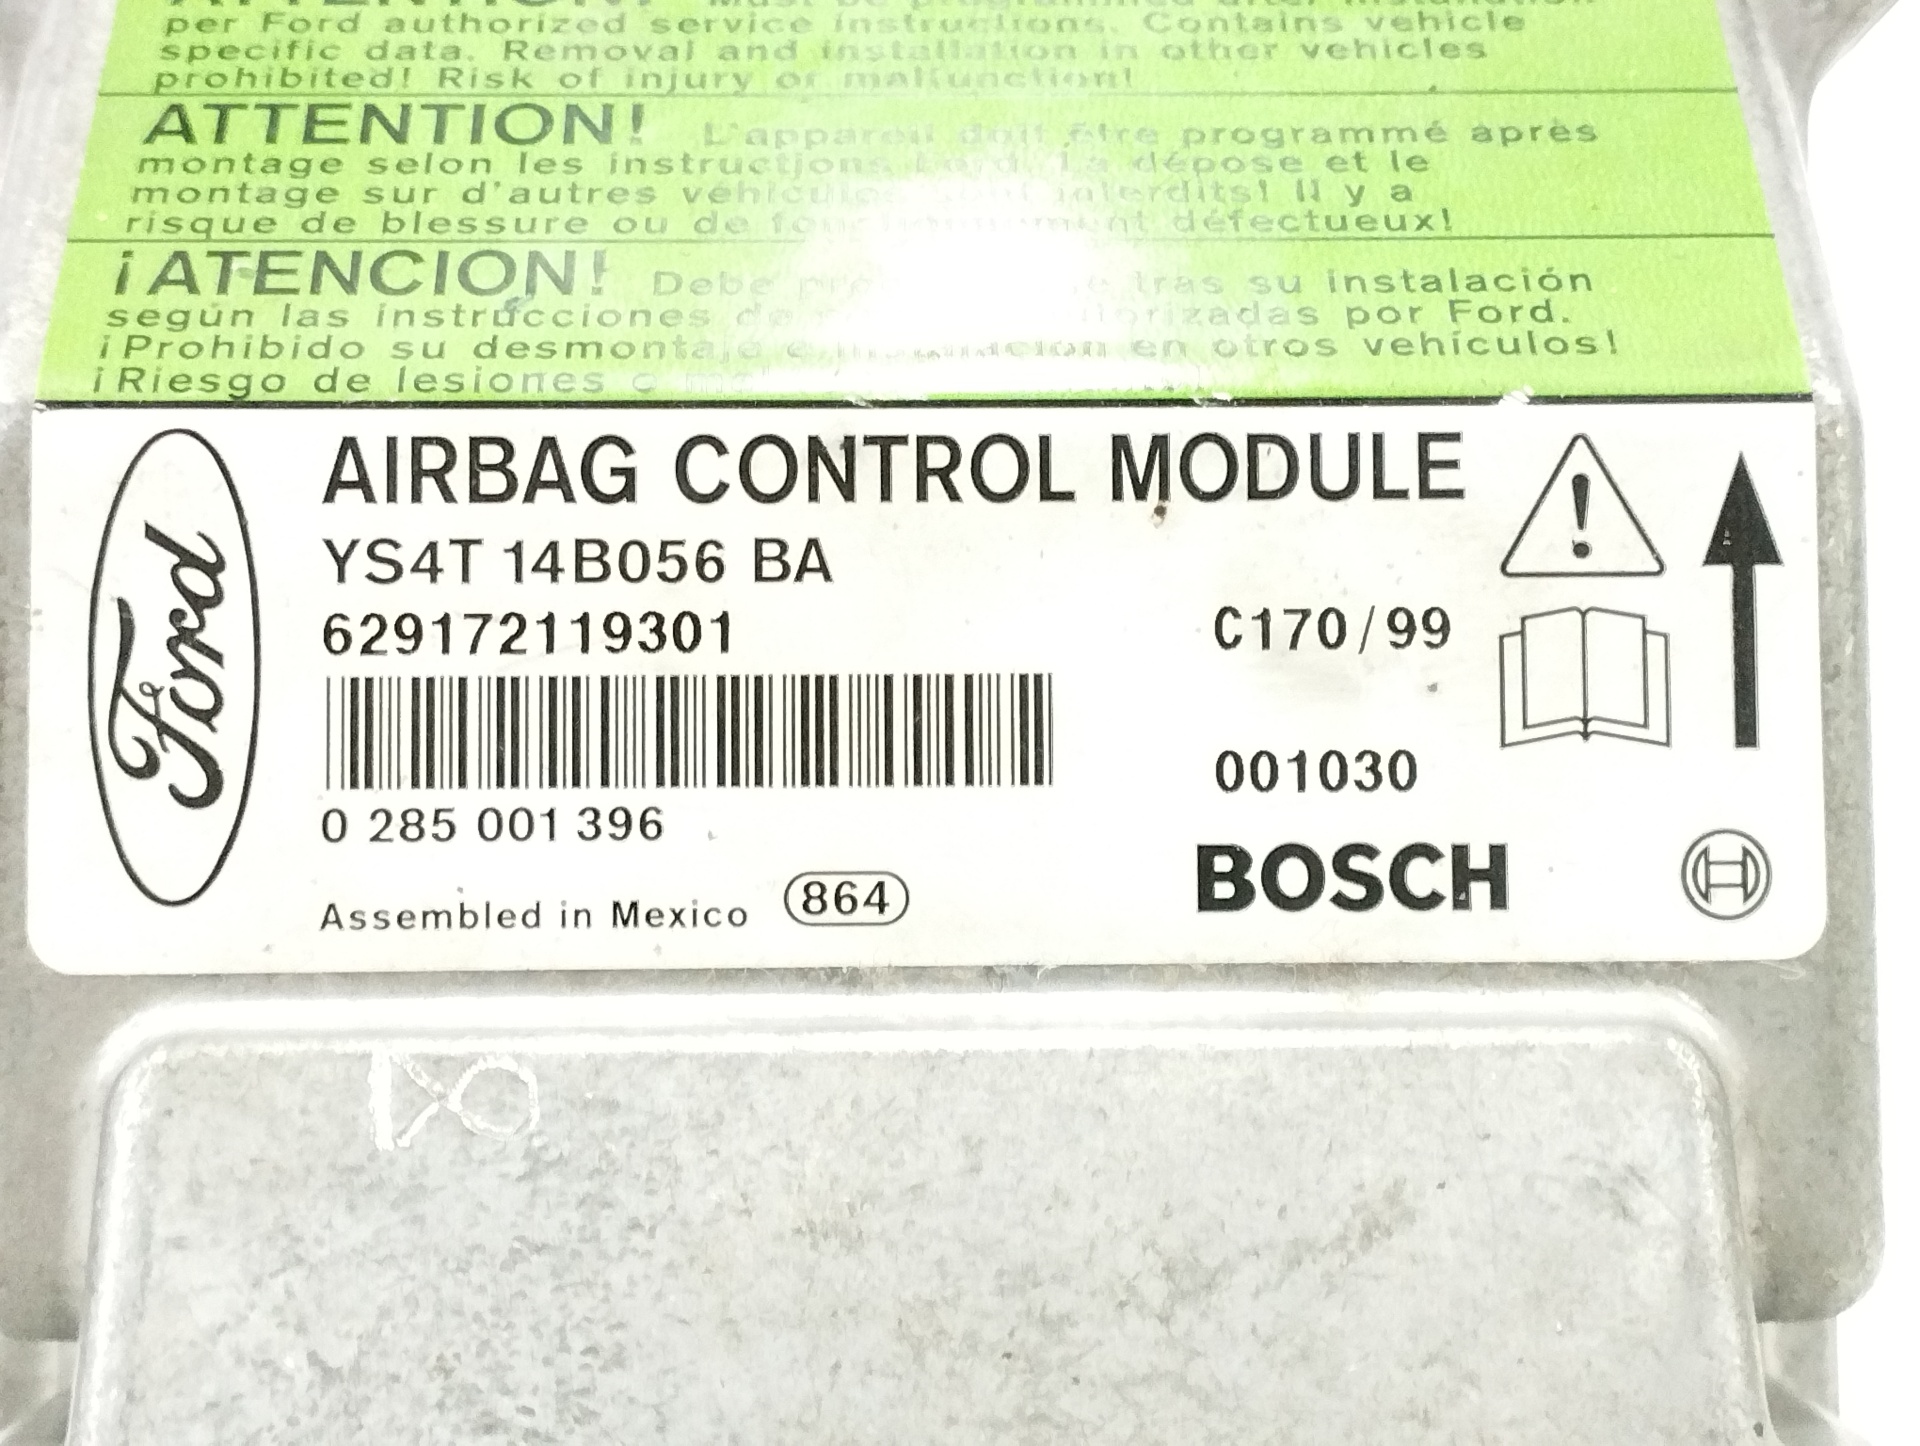 per Ford authorized service instructions. Contains vehicle
specific data. Removal and installation in other vehicles
prohibited! Risk of injury or malfunction!
ATTENTION! L'appareil doit être programmé après
montage selon les instructions Ford. La dépose et le
montage sur d'autres véhicules sont interdits! Il y a
risque de blessure ou de défectueux!
¡ATENCION! Debe tras su instalación
según las instrucciones por Ford.
¡Prohibido su desmontaje e instalación en otros vehículos!
¡Riesgo de lesiones o
Ford
AIRBAG CONTROL MODULE
YS4T 14B056 BA
629172119301
C170/99
001030
0 285 001 396
BOSCH
Assembled in Mexico 864